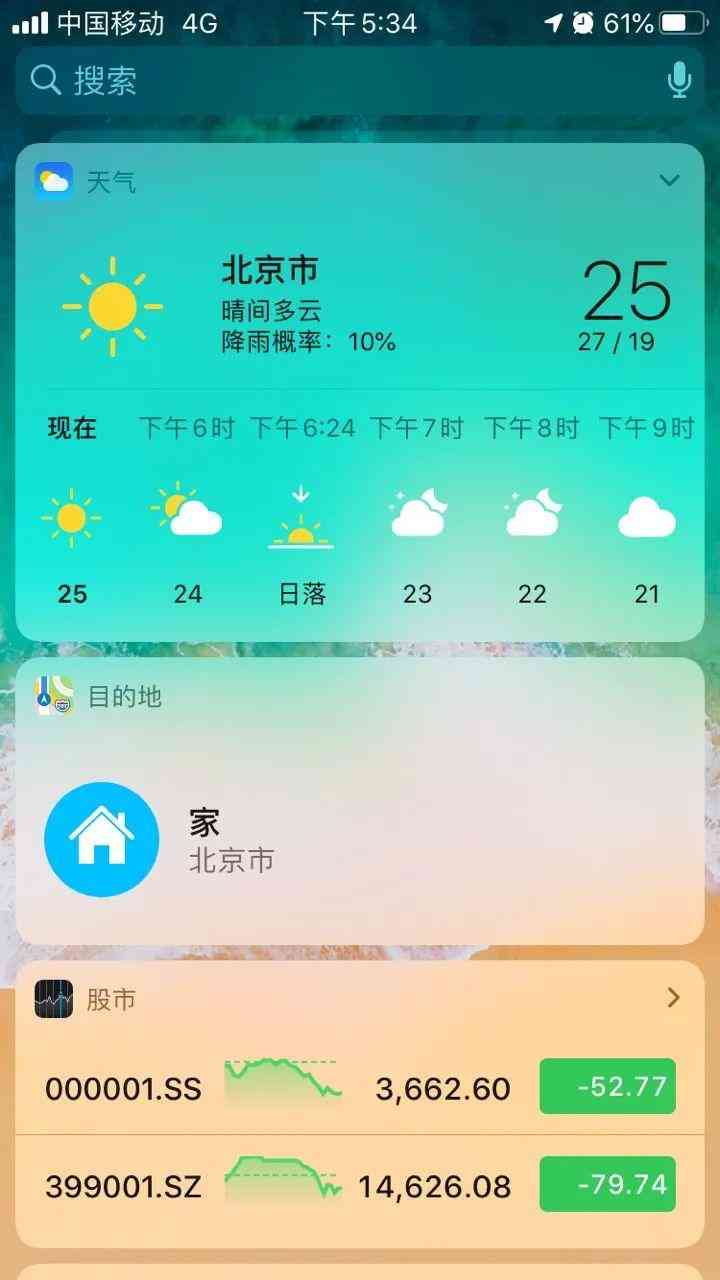 中国移动 4G 下午5:34 61%
搜索
天气
北京市
晴间多云
降雨概率：10%
25
27 / 19
现在 下午6时 下午6:24 下午7时 下午8时 下午9时
25 24 日落 23 22 21
目的地
家
北京市
股市
000001.SS 3,662.60 -52.77
399001.SZ 14,626.08 -79.74